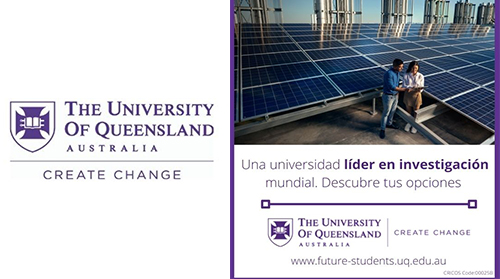 THE UNIVERSITY
OF QUEENSLAND
AUSTRALIA
CREATE CHANGE
Una universidad líder en investigación
mundial. Descubre tus opciones
THE UNIVERSITY
OF QUEENSLAND
AUSTRALIA
CREATE CHANGE
www.future-students.uq.edu.au